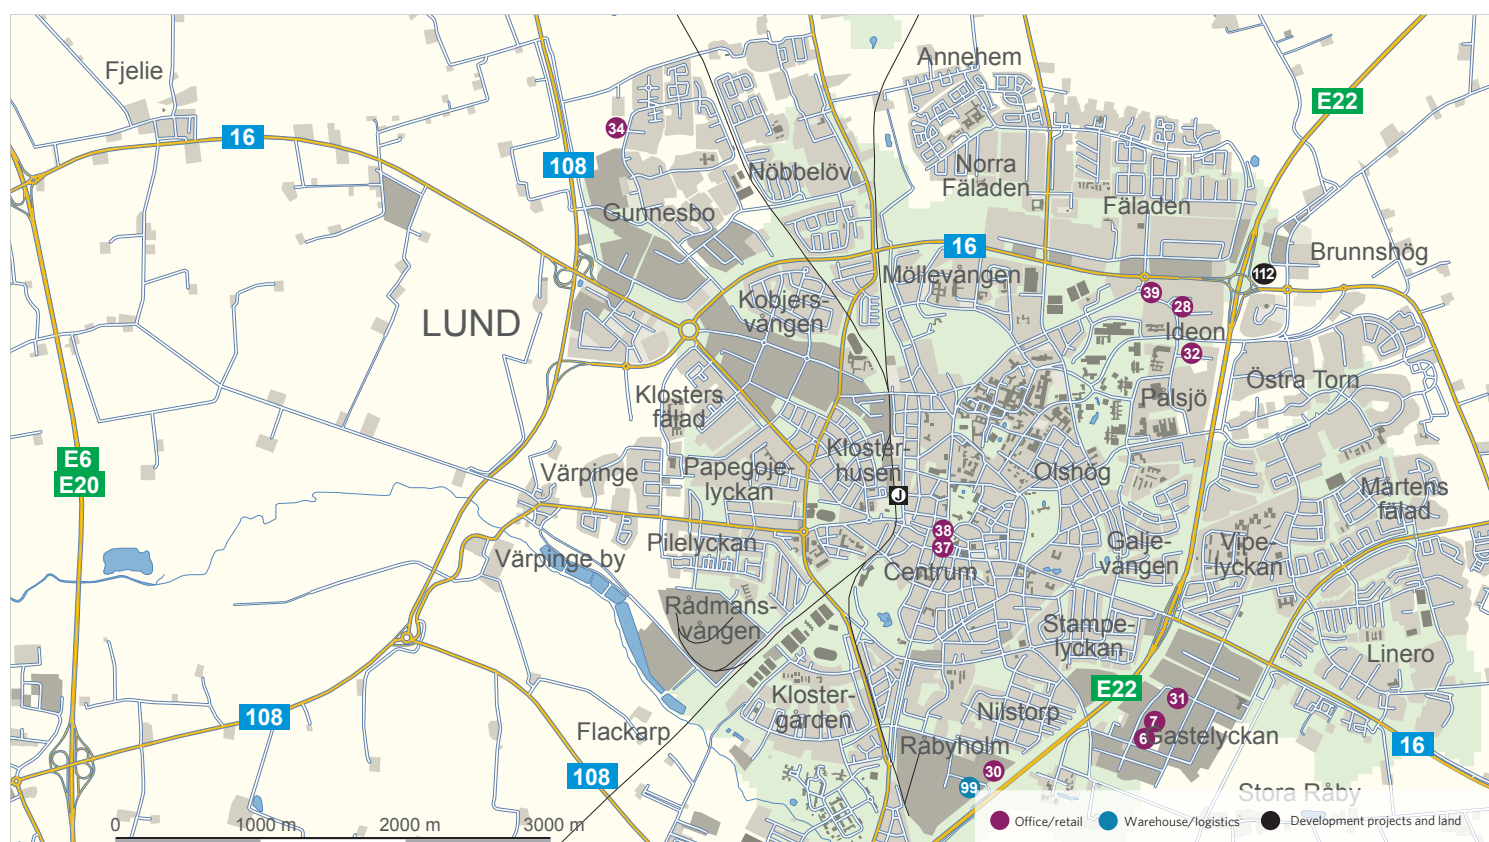 Fjelie
Annehem
E22
34
16
108
Nöbbelöv
Norra
Fäladen
Fäladen
Gunnesbo
16
Brunnshög
112
Möllevången
39
28
Kobjers-
vången
LUND
Ideon
32
Östra Torn
Klosters
fälad
Pålsjö
E6
E20
Värpinge
Papegoje-
lyckan
Kloster-
husen
Olshög
Mårtens
fälad
J
38
37
Centrum
Pilelyckan
Värpinge by
Galje-
vången
Vipe-
lyckan
Rådmans-
vången
Stampe-
lyckan
Linero
E22
31
7
6
Gastelyckan
Kloster-
gården
Nilstorp
Råbyholm
108
Flackarp
16
108
30
99
Stora Råby
0
1000 m
2000 m
3000 m
Office/retail
Warehouse/logistics
Development projects and land